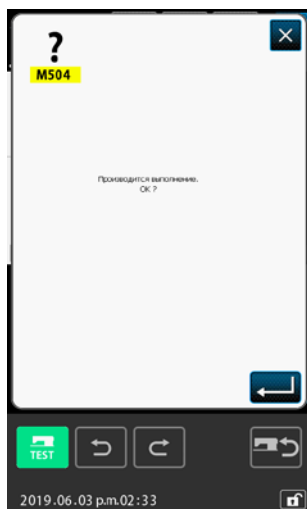 ?
M504
Производится выполнение.
OK ?
TEST
2019.06.03 p.m.02:33